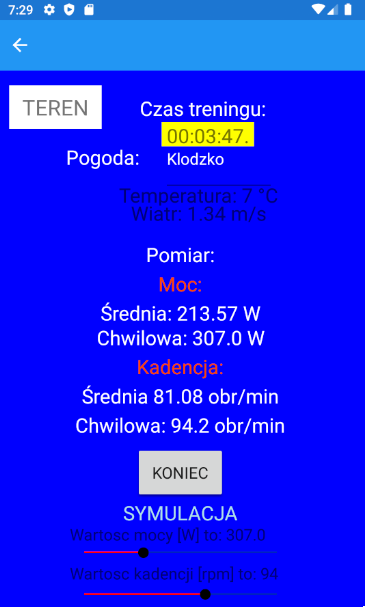 7:29
TEREN
Czas treningu:
00:03:47.
Pogoda: Klodzko
Temperatura: 7 °C
Wiatr: 1.34 m/s
Pomiar:
Moc:
Średnia: 213.57 W
Chwilowa: 307.0 W
Kadencja:
Średnia 81.08 obr/min
Chwilowa: 94.2 obr/min
KONIEC
SYMULACJA
Wartosc mocy [W] to: 307.0
Wartosc kadencji [rpm] to: 94